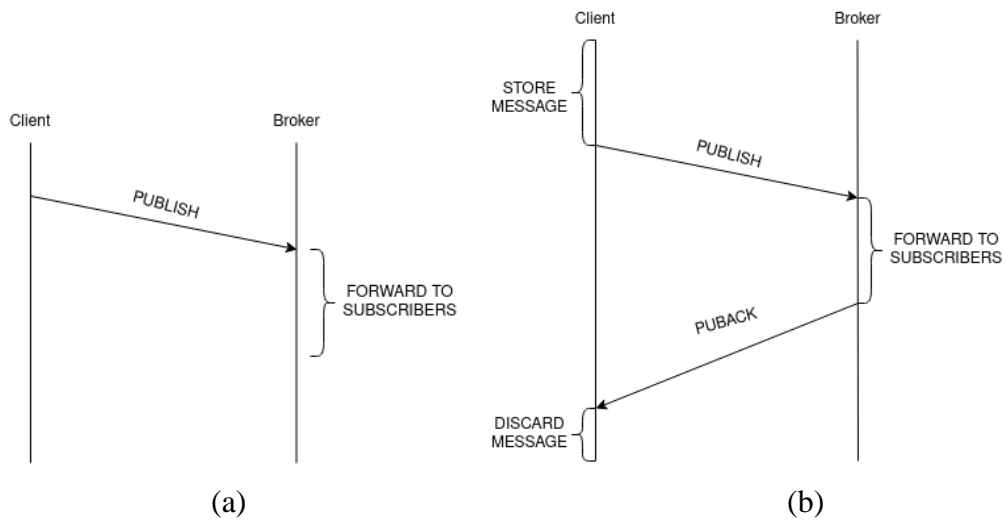 Client
Broker
PUBLISH
FORWARD TO
SUBSCRIBERS
(a)
Client
Broker
STORE
MESSAGE
PUBLISH
FORWARD TO
SUBSCRIBERS
PUBACK
DISCARD
MESSAGE
(b)